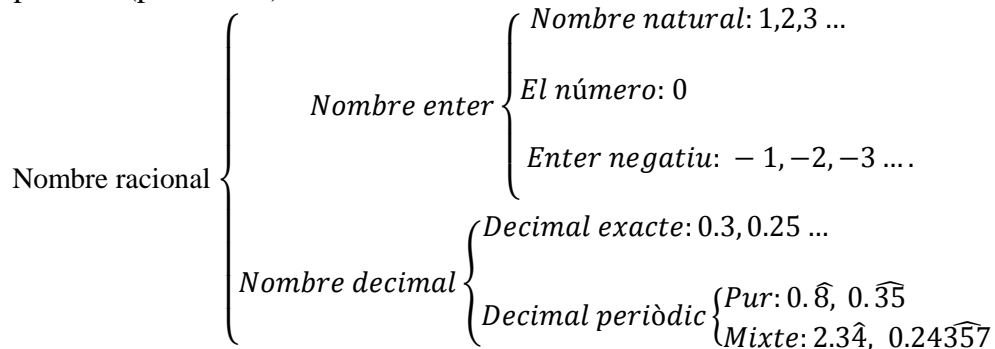 Nombre natural: 1,2,3 …
Nombre enter
El número: 0
Enter negatiu: − 1, −2, −3 … .
Nombre racional
Decimal exacte: 0.3, 0.25 …
Nombre decimal
Decimal periòdic
Pur: 0. 8̂, 0. 3͡5
Mixte: 2.34̂, 0.243͡57